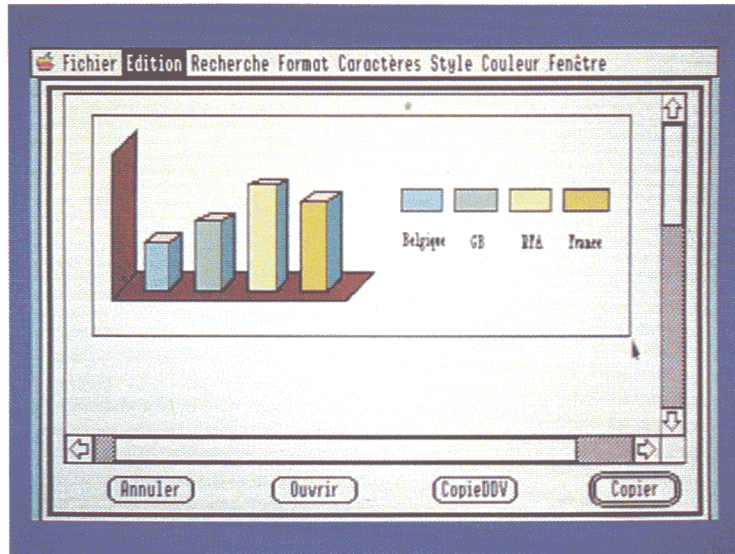 Fichier Edition Recherche Format Caractères Style Couleur Fenêtre
Belgique GB RFA France
Annuler Ouvrir CopieDDV Copier